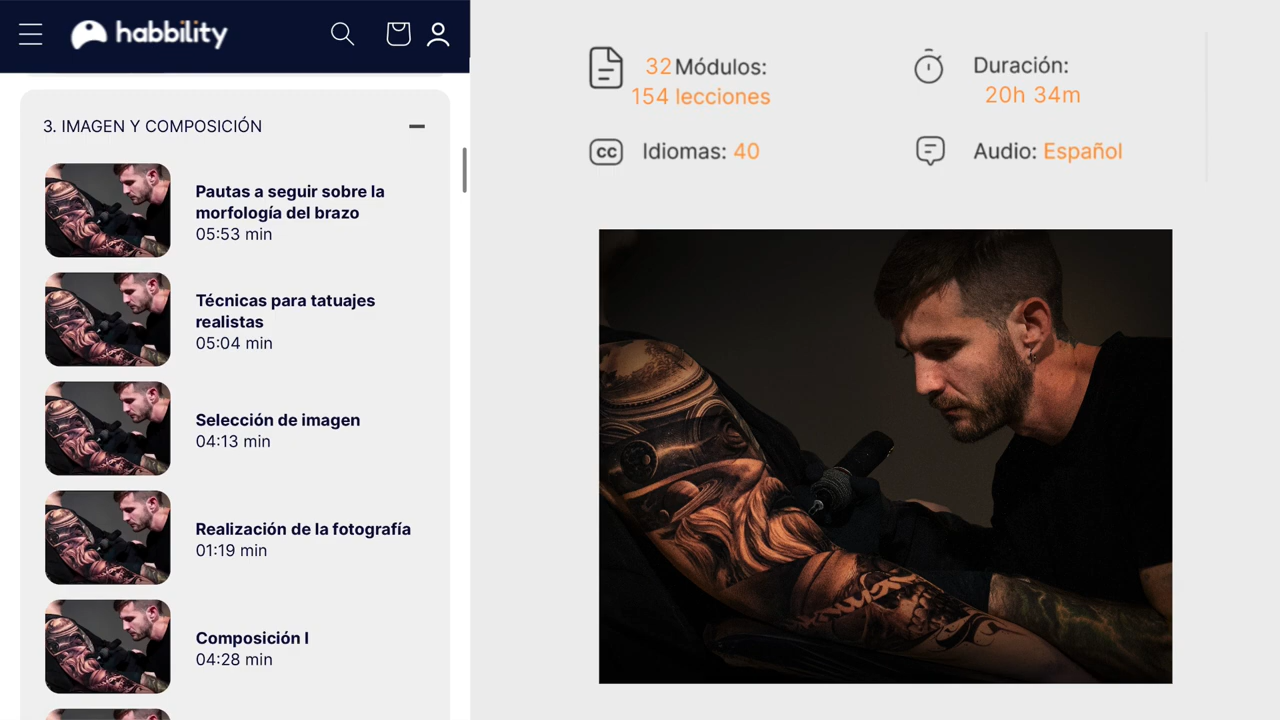 habbility
3. IMAGEN Y COMPOSICIÓN
Pautas a seguir sobre la
morfología del brazo
05:53 min
Técnicas para tatuajes
realistas
05:04 min
Selección de imagen
04:13 min
Realización de la fotografía
01:19 min
Composición I
04:28 min
32 Módulos:
154 lecciones
Duración:
20h 34m
CC Idiomas: 40
Audio: Español